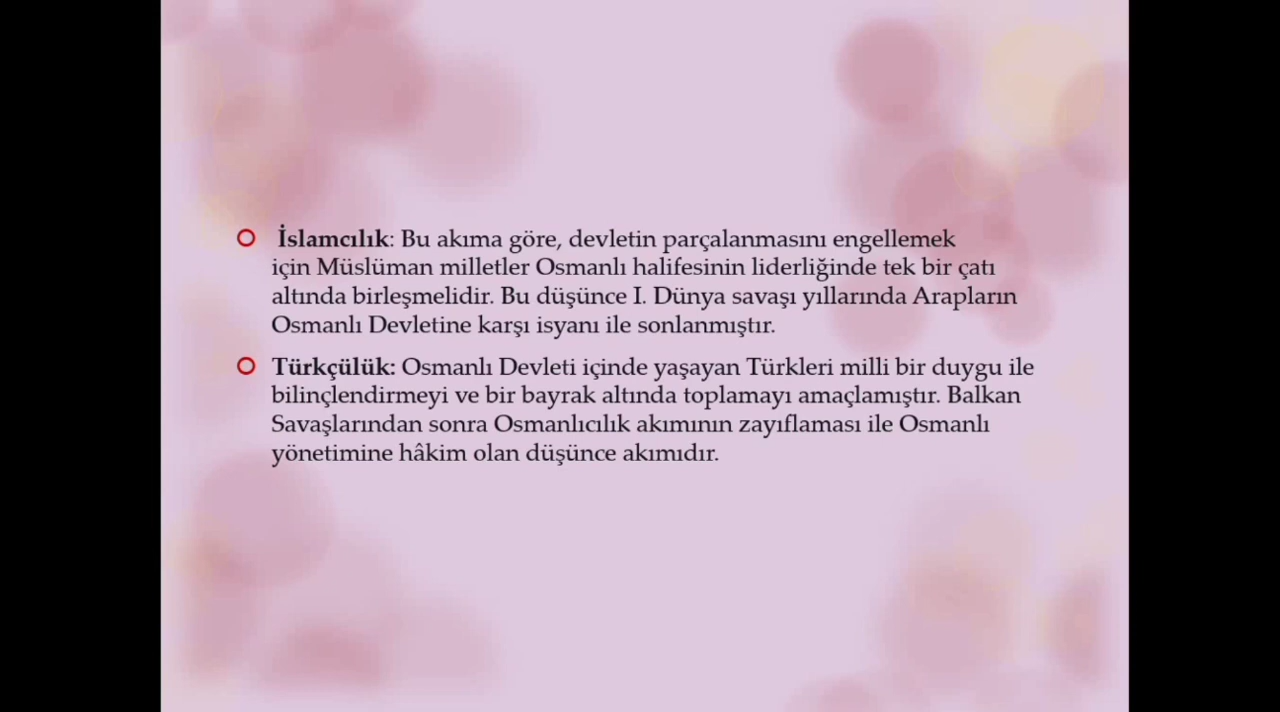 İslamcılık: Bu akıma göre, devletin parçalanmasını engellemek
için Müslüman milletler Osmanlı halifesinin liderliğinde tek bir çatı
altında birleşmelidir. Bu düşünce I. Dünya savaşı yıllarında Arapların
Osmanlı Devletine karşı isyanı ile sonlanmıştır.
Türkçülük: Osmanlı Devleti içinde yaşayan Türkleri milli bir duygu ile
bilinçlendirmeyi ve bir bayrak altında toplamayı amaçlamıştır. Balkan
Savaşlarından sonra Osmanlıcılık akımının zayıflaması ile Osmanlı
yönetimine hâkim olan düşünce akımıdır.